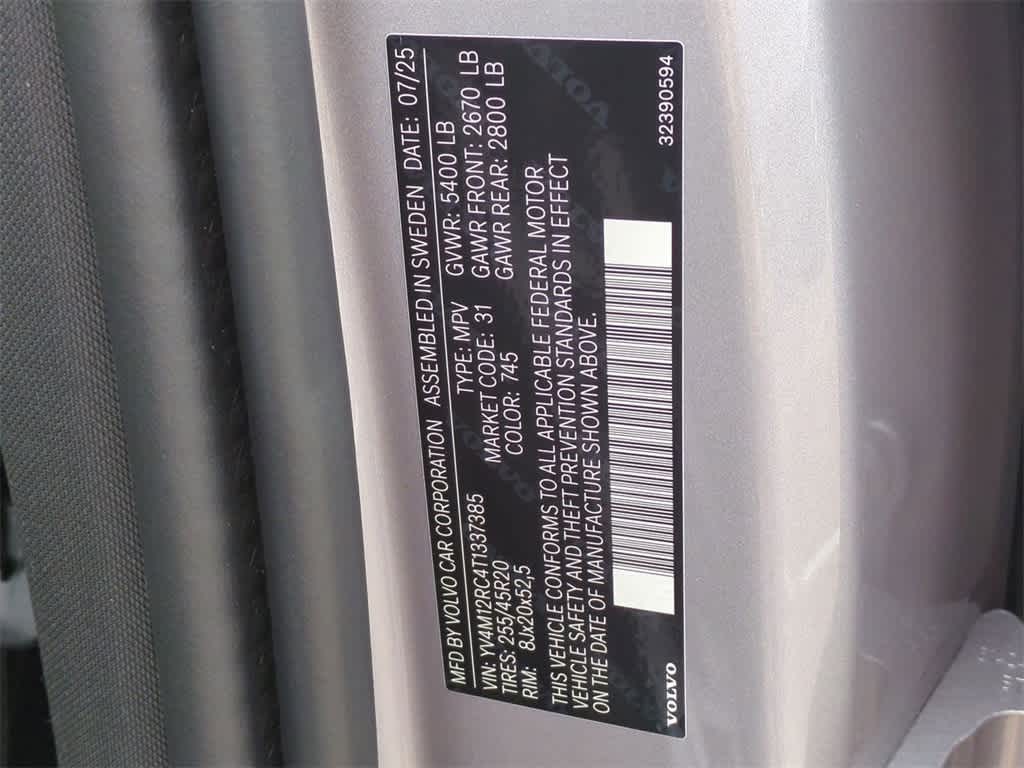 MFD BY VOLVO CAR CORPORATION ASSEMBLED IN SWEDEN DATE: 07/25
VIN: YV4M12RC4T1337385 TYPE: MPV GVWR: 5400 LB
TIRES: 255/45R20 MARKET CODE: 31 GAWR FRONT: 2670 LB
RIM: 8Jx20x52,5 COLOR: 745 GAWR REAR: 2800 LB
THIS VEHICLE CONFORMS TO ALL APPLICABLE FEDERAL MOTOR
VEHICLE SAFETY AND THEFT PREVENTION STANDARDS IN EFFECT
ON THE DATE OF MANUFACTURE SHOWN ABOVE.
VOLVO 32390594